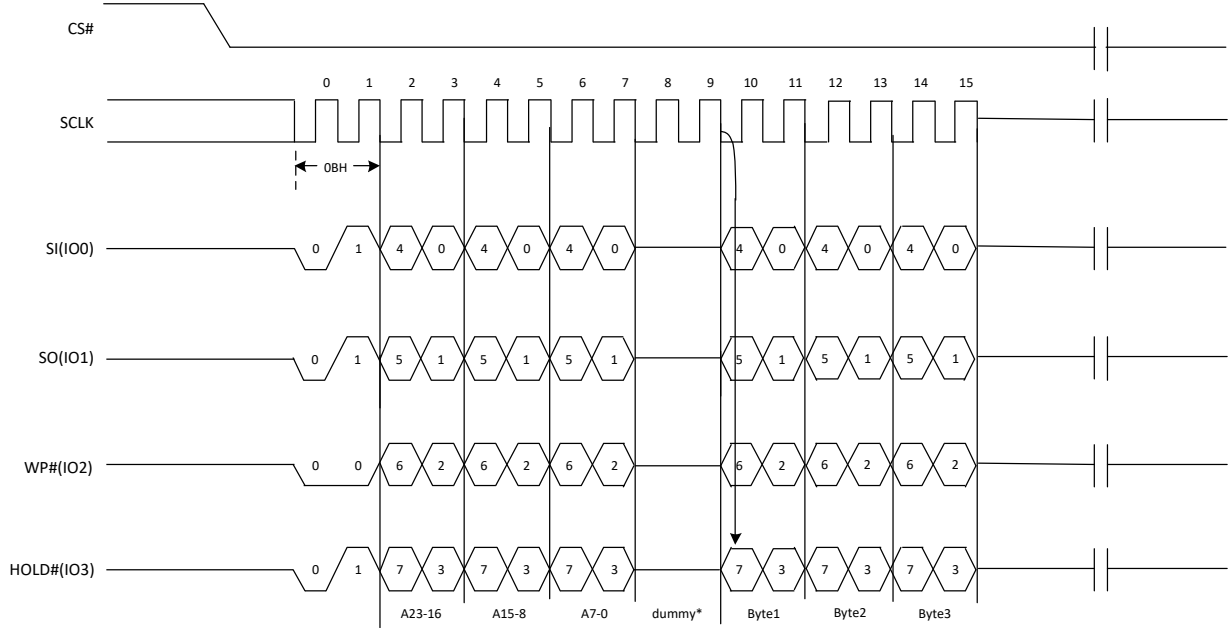 CS#
0 1 2 3 4 5 6 7 8 9 10 11 12 13 14 15
SCLK
0BH
SI(IO0) 0 1 4 0 4 0 4 0 4 0 4 0 4 0
SO(IO1) 0 1 5 1 5 1 5 1 5 1 5 1 5 1
WP#(IO2) 0 0 6 2 6 2 6 2 6 2 6 2 6 2
HOLD#(IO3) 0 1 7 3 7 3 7 3 7 3 7 3 7 3
A23-16 A15-8 A7-0 dummy* Byte1 Byte2 Byte3